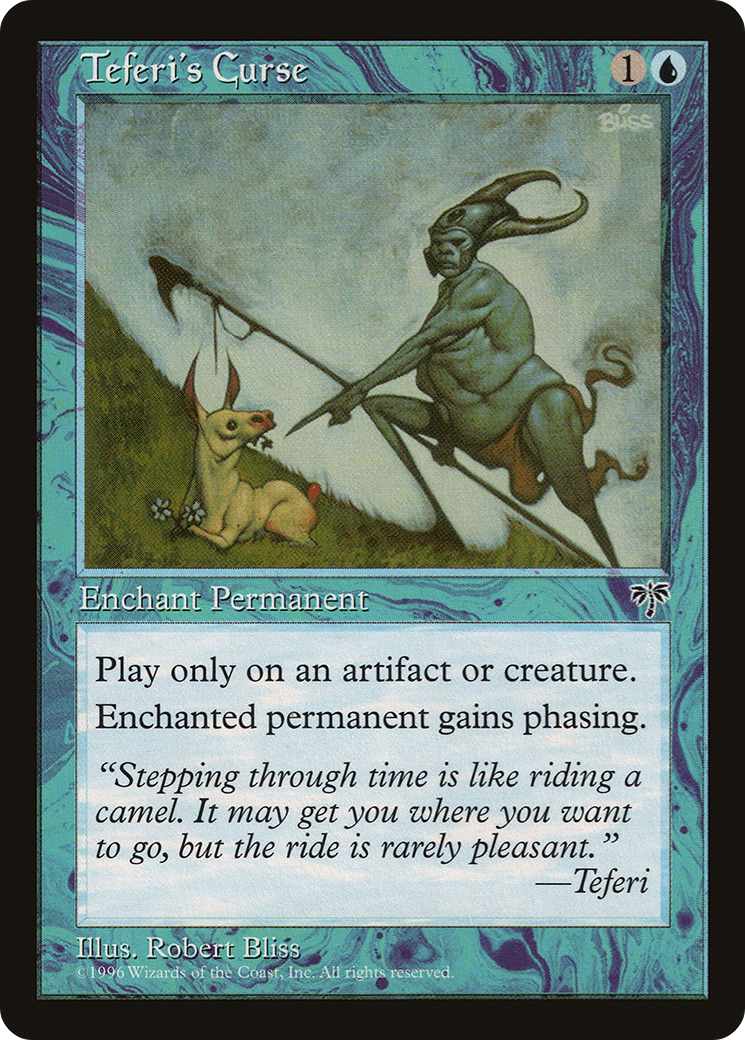 Teferi's Curse
1
BLISS
Enchant Permanent
Play only on an artifact or creature.
Enchanted permanent gains phasing.
“Stepping through time is like riding a
camel. It may get you where you want
to go, but the ride is rarely pleasant.”
—Teferi
Illus. Robert Bliss
©1996 Wizards of the Coast, Inc. All rights reserved.